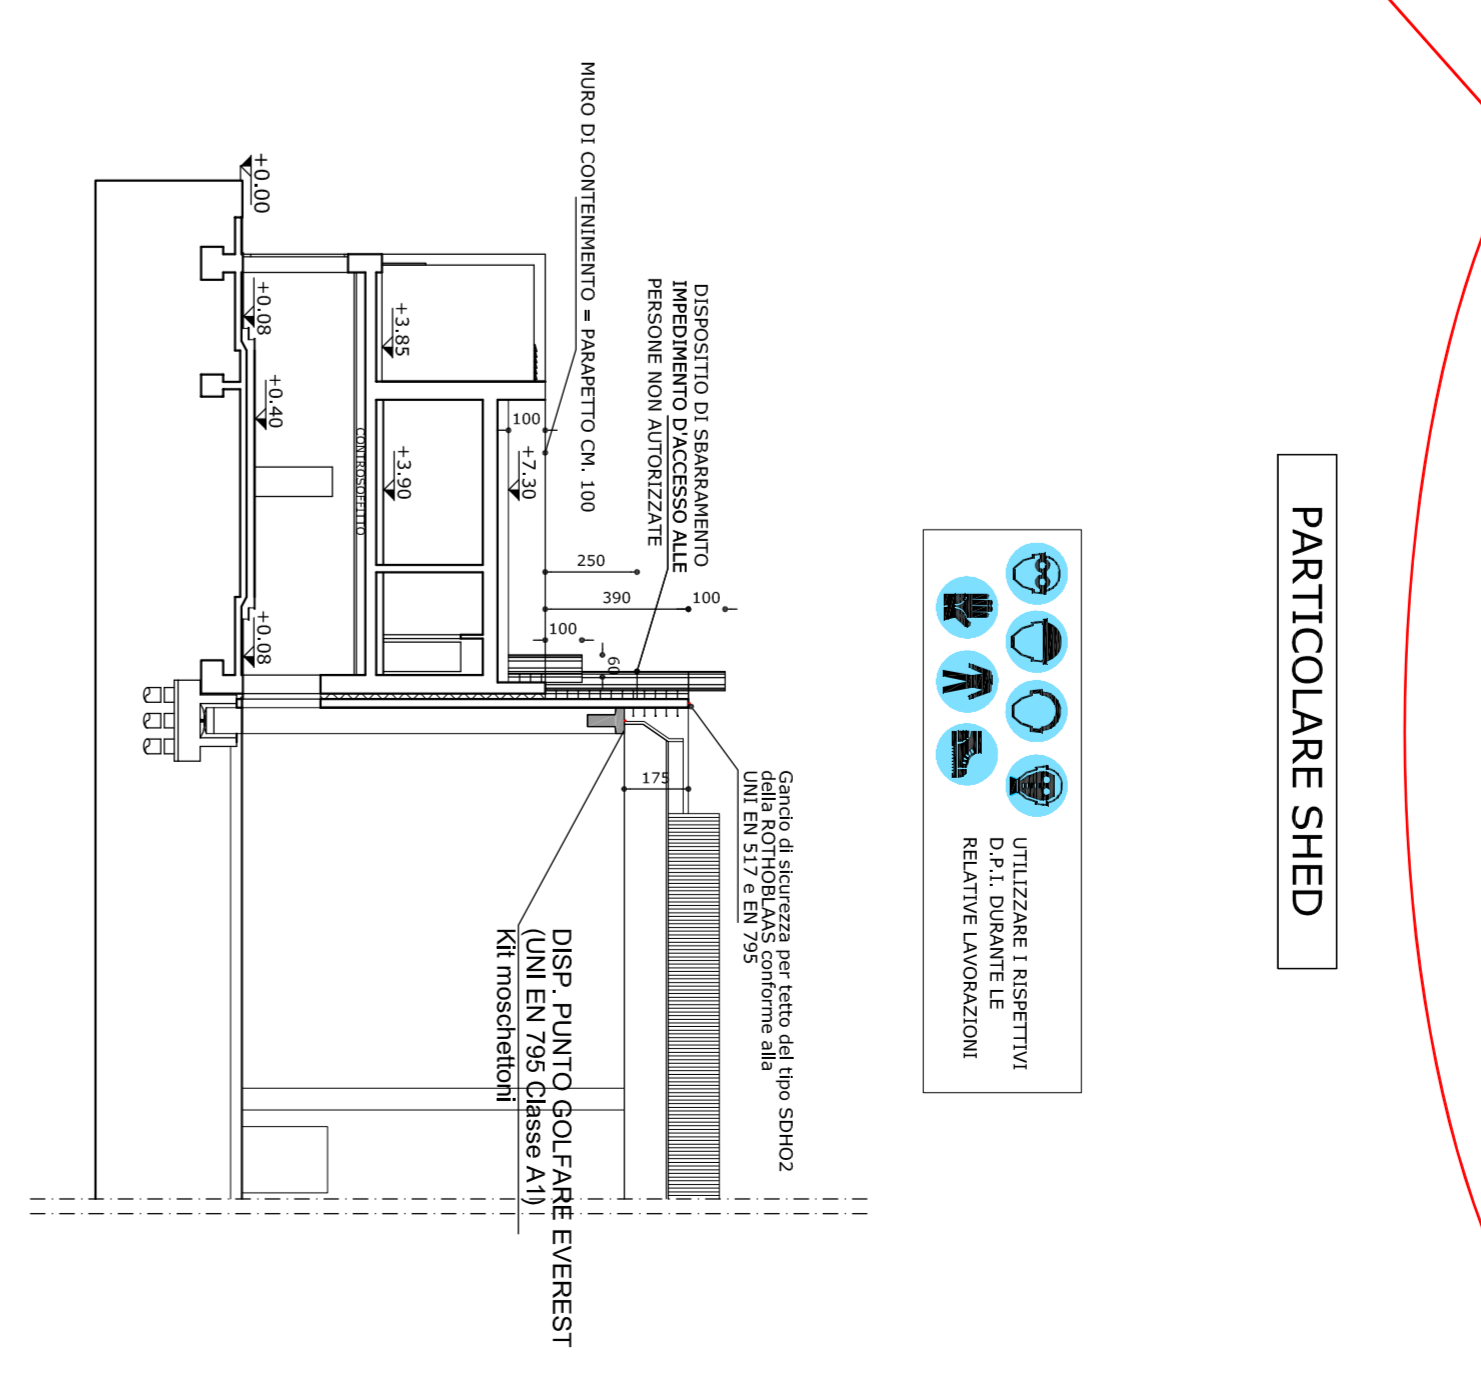 PARTICOLARE SHED
UTILIZZARE I RISPETTIVI
D.P.I. DURANTE LE
RELATIVE LAVORAZIONI
Gancio di sicurezza per tetto del tipo SDHO2
della ROTHOBLAAS conforme alla
UNI EN 517 e EN 795
DISPOSITIO DI SBARRAMENTO
IMPEDIMENTO D'ACCESSO ALLE
PERSONE NON AUTORIZZATE
MURO DI CONTENIMENTO = PARAPETTO CM. 100
DISP. PUNTO GOLFARE EVEREST
(UNI EN 795 Classe A1)
Kit moschettoni
100
250
390
100
100
60
175
+7.30
+3.85
+3.90
CONTROSOFFITTO
+0.00
+0.08
+0.40
+0.08